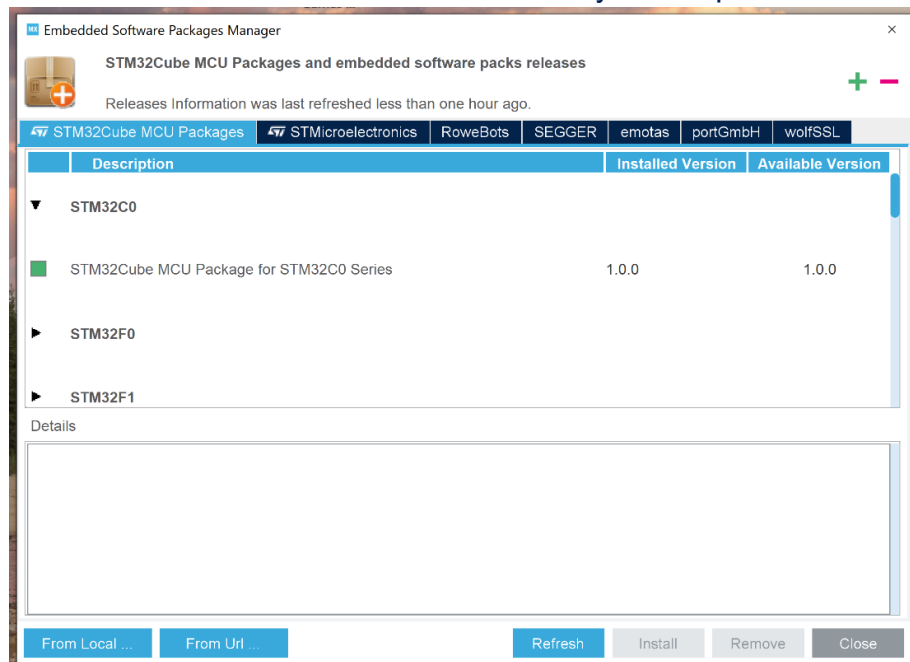 MX Embedded Software Packages Manager
STM32Cube MCU Packages and embedded software packs releases
Releases Information was last refreshed less than one hour ago.
STM32Cube MCU Packages STMicroelectronics RoweBots SEGGER emotas portGmbH wolfSSL
Description Installed Version Available Version
STM32C0
STM32Cube MCU Package for STM32C0 Series 1.0.0 1.0.0
STM32F0
STM32F1
Details
From Local ... From Url ... Refresh Install Remove Close